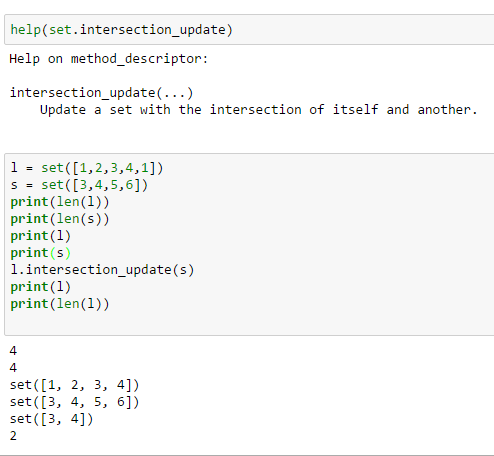 help(set.intersection_update)
Help on method_descriptor:
intersection_update(...)
    Update a set with the intersection of itself and another.
l = set([1,2,3,4,1])
s = set([3,4,5,6])
print(len(l))
print(len(s))
print(l)
print(s)
l.intersection_update(s)
print(l)
print(len(l))
4
4
set([1, 2, 3, 4])
set([3, 4, 5, 6])
set([3, 4])
2